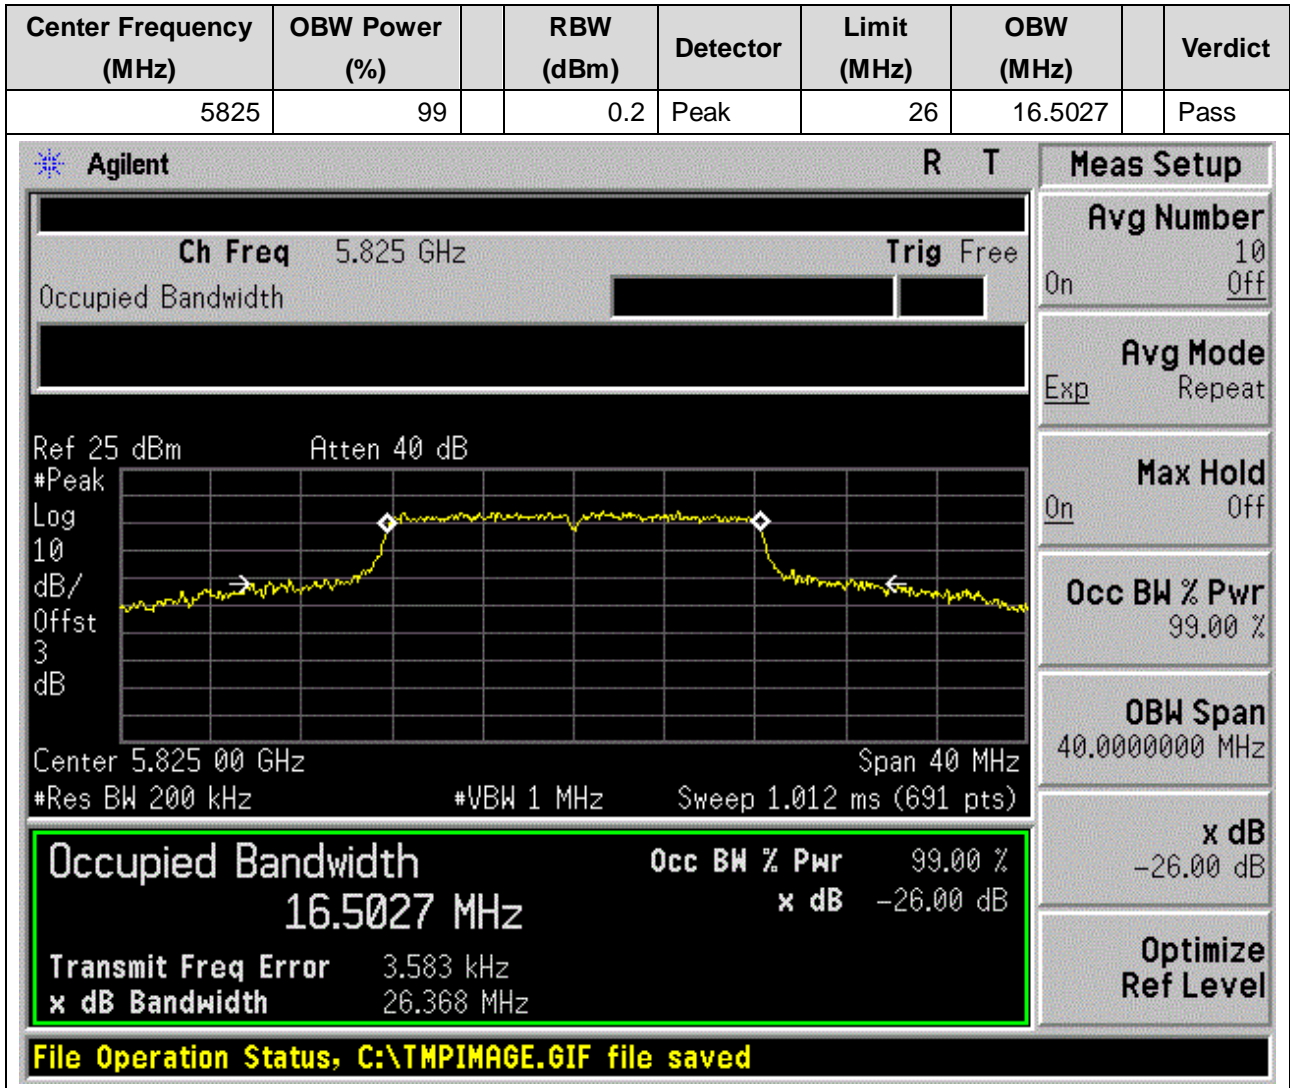 Center Frequency (MHz) OBW Power (%) RBW (dBm) Detector Limit (MHz) OBW (MHz) Verdict
5825 99 0.2 Peak 26 16.5027 Pass
Agilent R T Meas Setup
Ch Freq 5.825 GHz Trig Free
Occupied Bandwidth
Avg Number
10
On Off
Avg Mode
Exp Repeat
Max Hold
On Off
Occ BW % Pwr
99.00 %
OBW Span
40.0000000 MHz
x dB
-26.00 dB
Optimize
Ref Level
Ref 25 dBm Atten 40 dB
#Peak
Log
10
dB/
Offst
3
dB
Center 5.825 00 GHz Span 40 MHz
#Res BW 200 kHz #VBW 1 MHz Sweep 1.012 ms (691 pts)
Occupied Bandwidth Occ BW % Pwr 99.00 %
16.5027 MHz x dB -26.00 dB
Transmit Freq Error 3.583 kHz
x dB Bandwidth 26.368 MHz
File Operation Status, C:\TMPIMAGE.GIF file saved